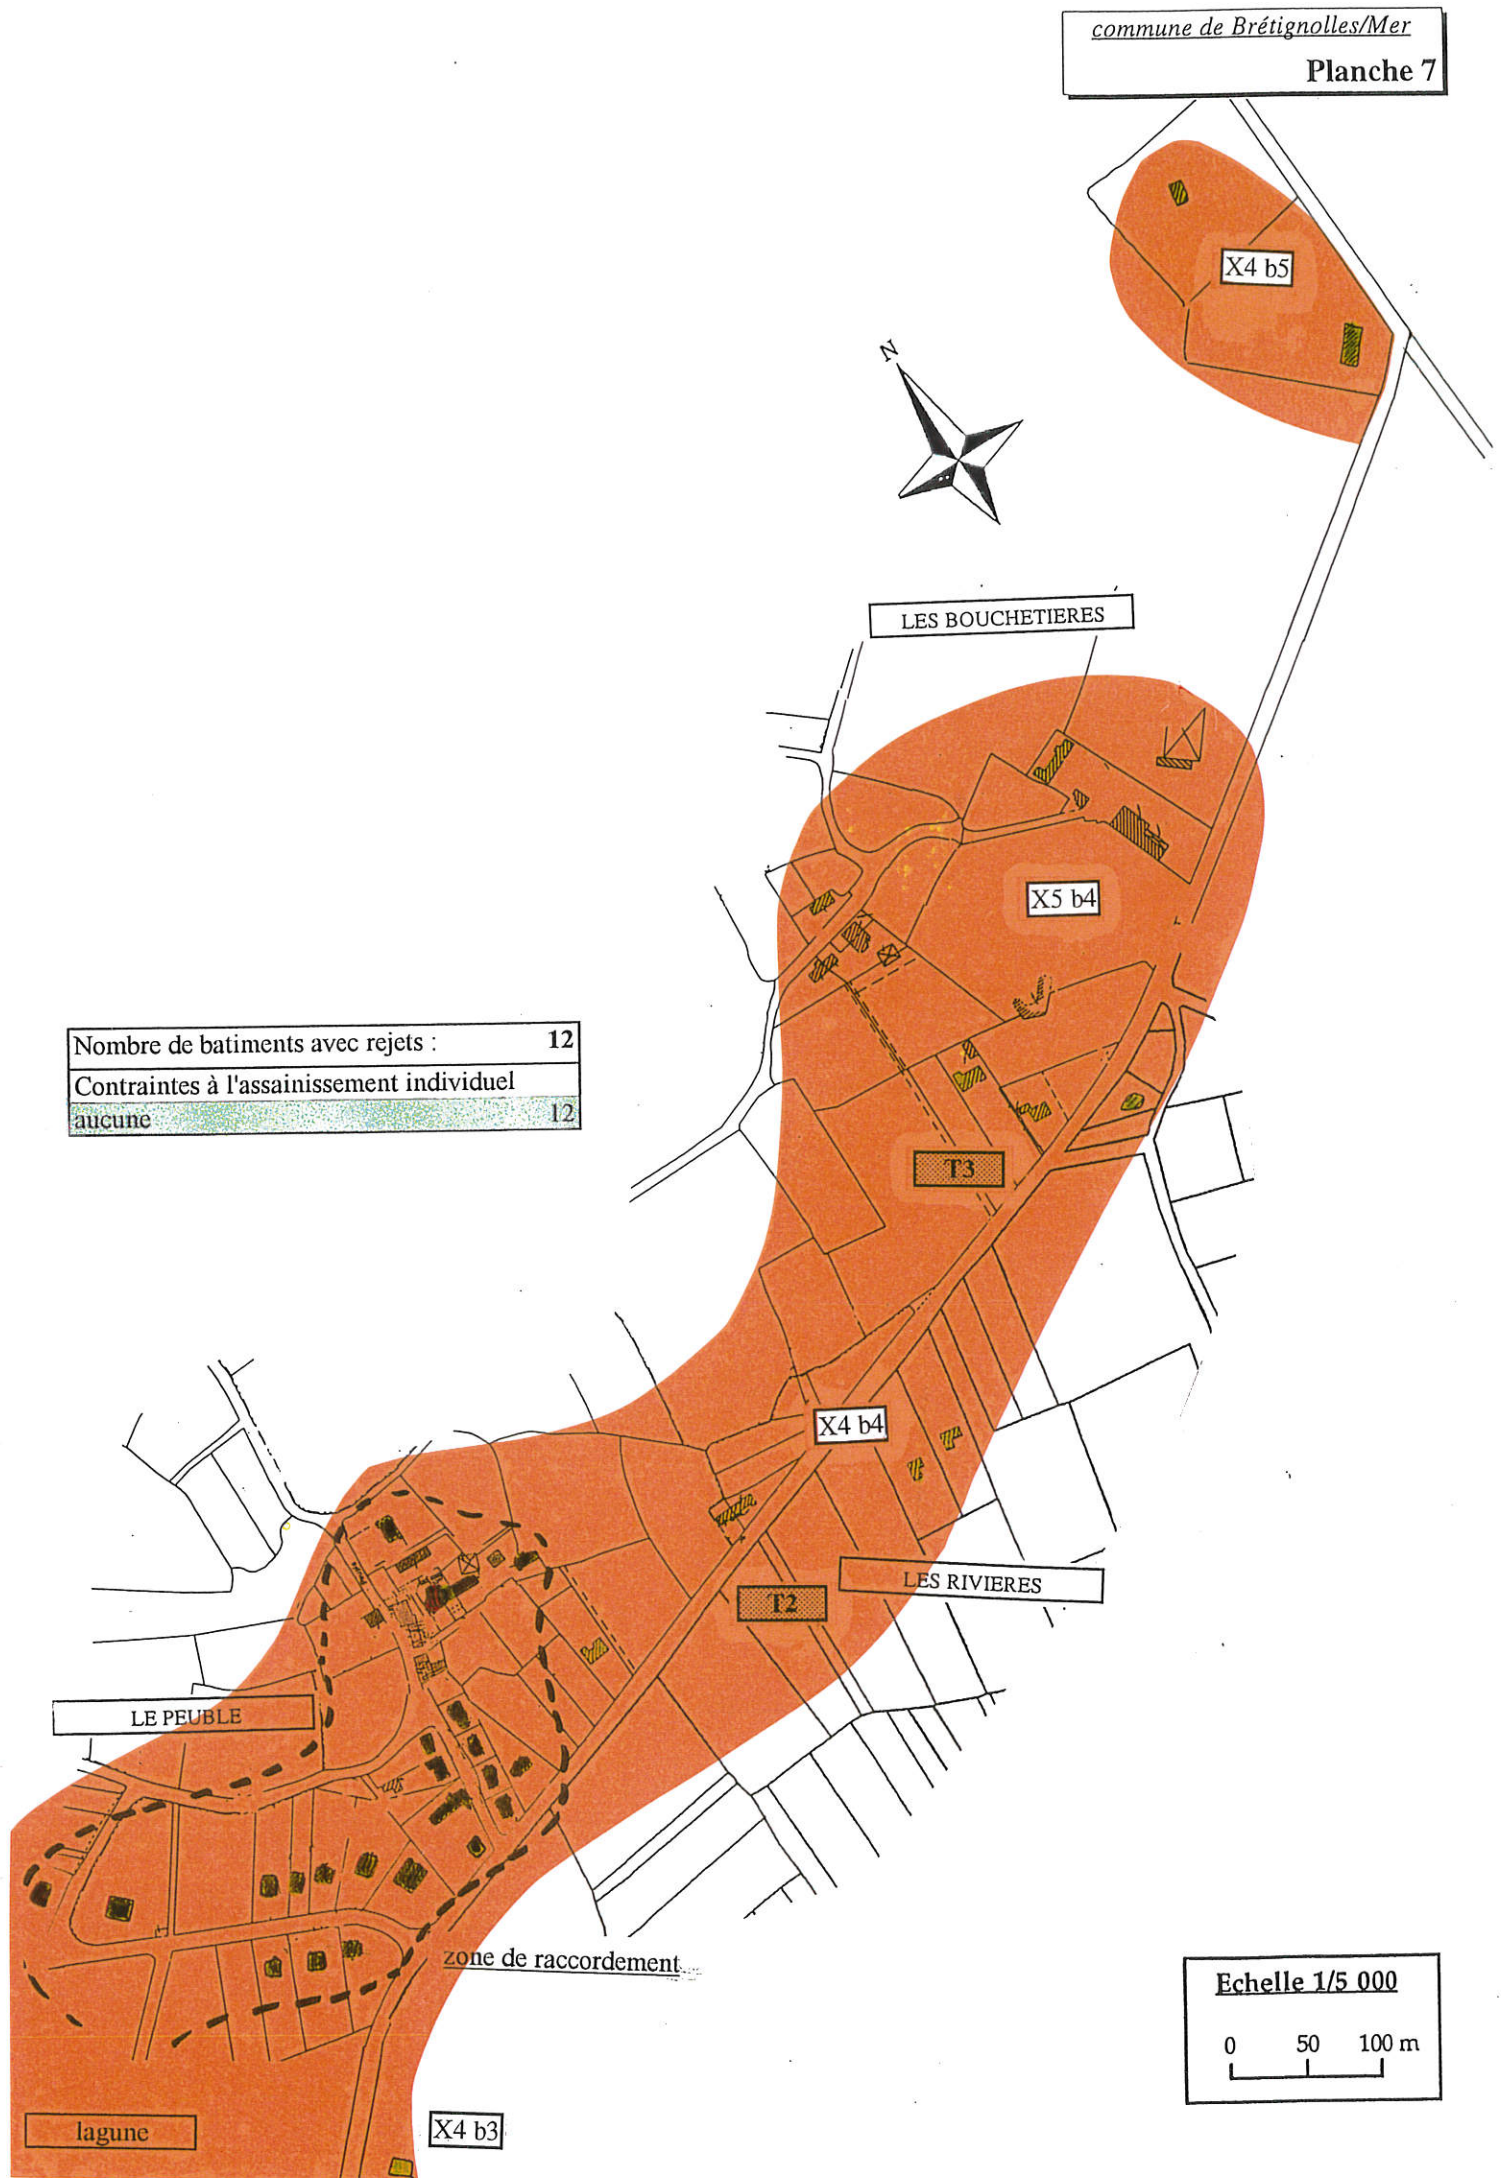 commune de Brétignolles/Mer
Planche 7
X4 b5
N
LES BOUCHETIERES
X5 b4
Nombre de batiments avec rejets : 12
Contraintes à l'assainissement individuel
aucune 12
T3
X4 b4
LES RIVIERES
T2
LE PEUBLE
zone de raccordement
Echelle 1/5 000
0 50 100 m
lagune
X4 b3